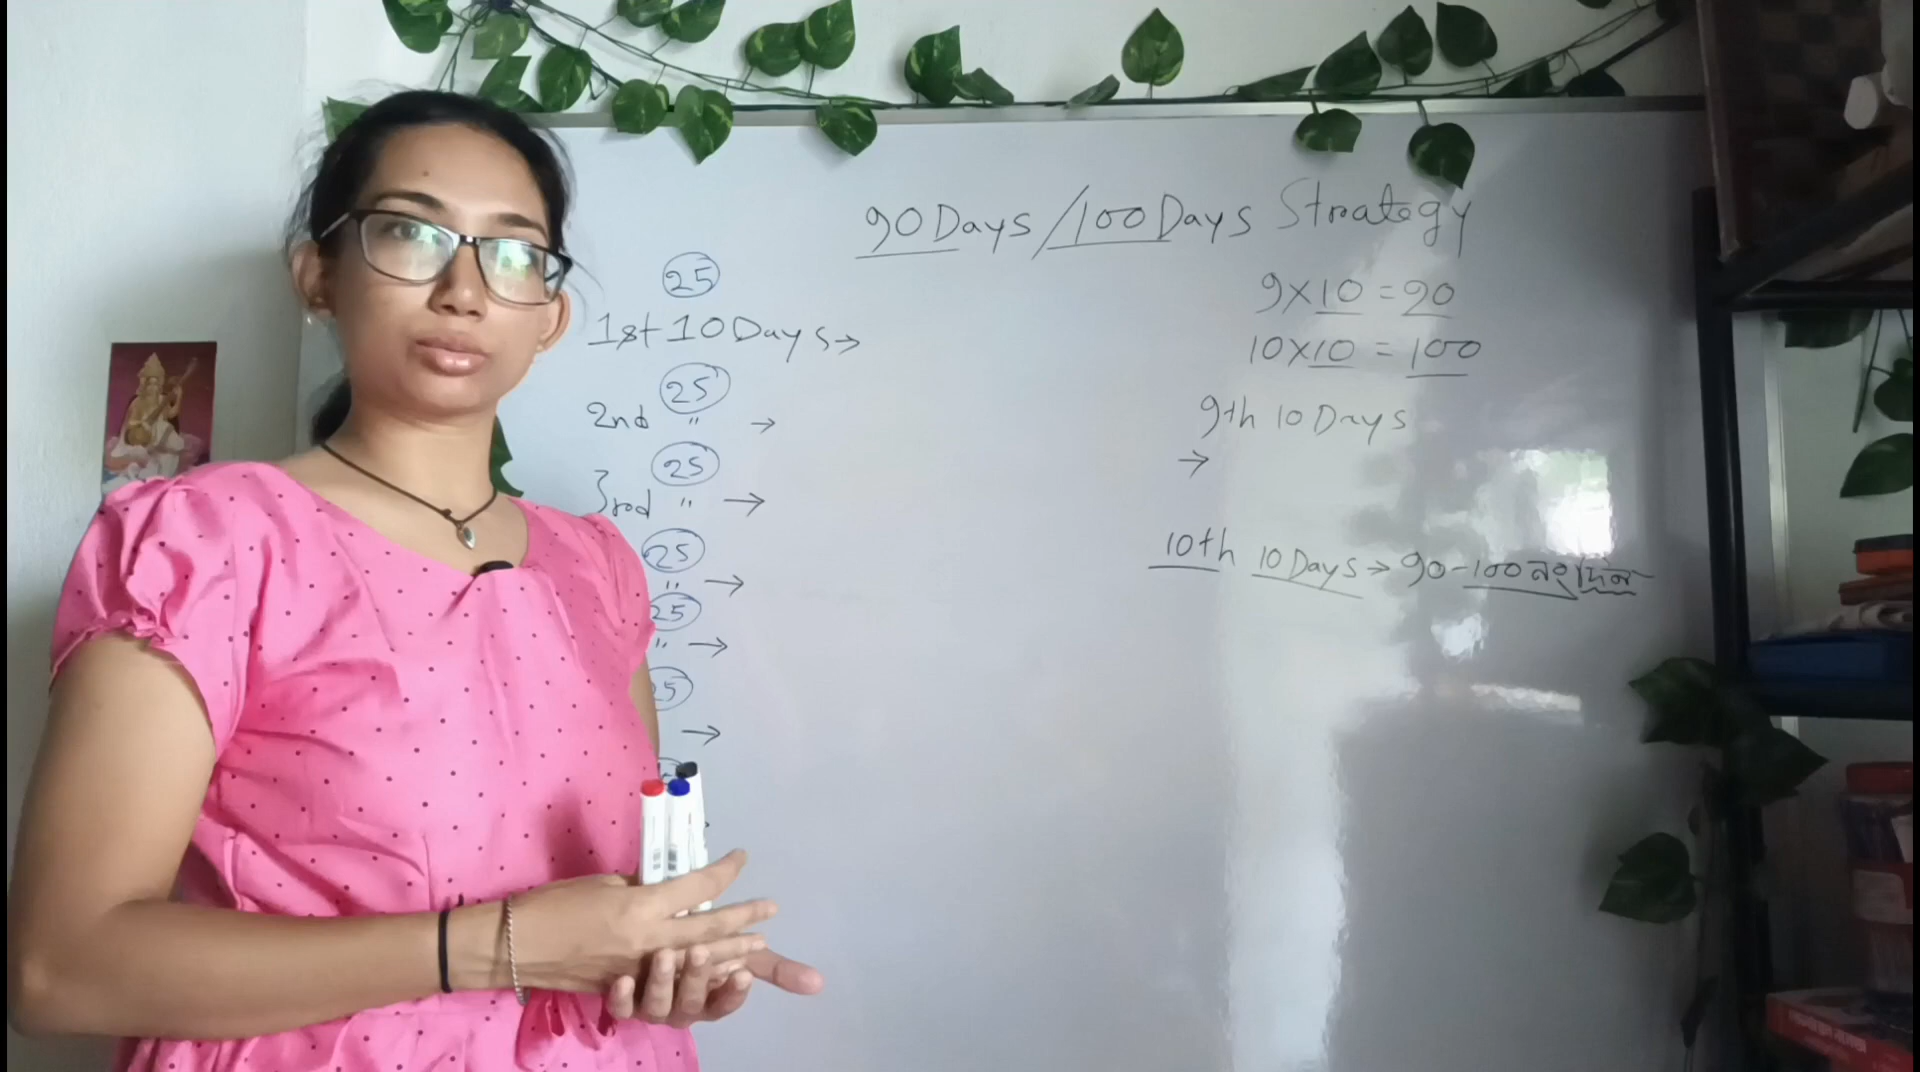 90 Days / 100 Days Strategy
25
1st 10 Days →
25
2nd " →
25
3rd " →
25
" →
25
" →
25
→
9×10 = 90
10×10 = 100
9th 10 Days
→
10th 10 Days → 90-100 নং দিন